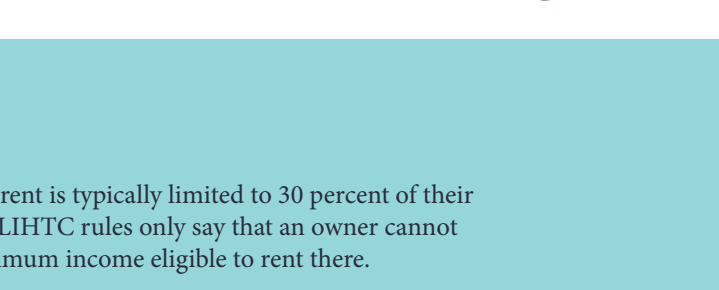 rent is typically limited to 30 percent of their
LIHTC rules only say that an owner cannot
mum income eligible to rent there.